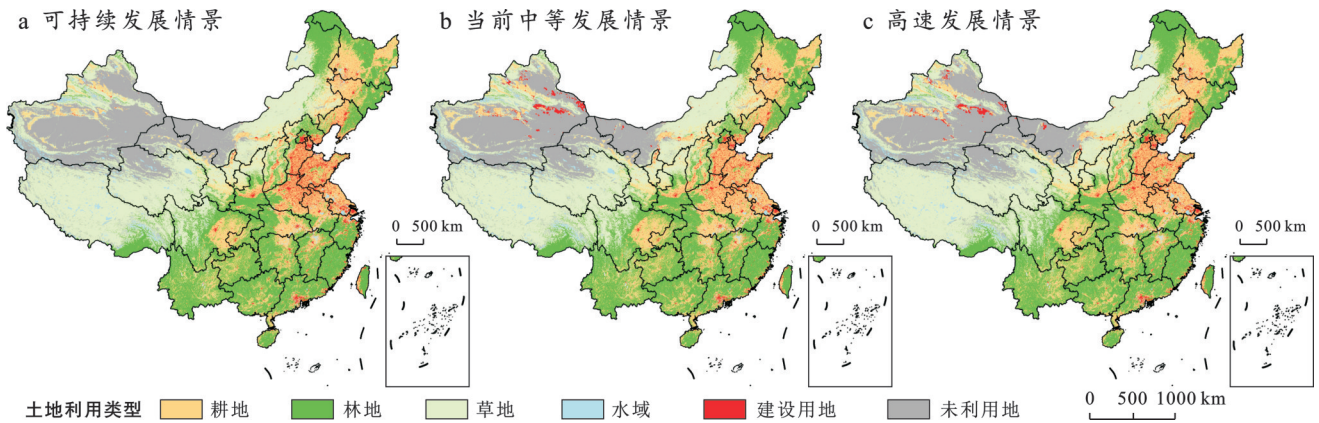 a 可持续发展情景
b 当前中等发展情景
c 高速发展情景
0 500 km
0 500 km
0 500 km
土地利用类型 耕地 林地 草地 水域 建设用地 未利用地
0 500 1000 km